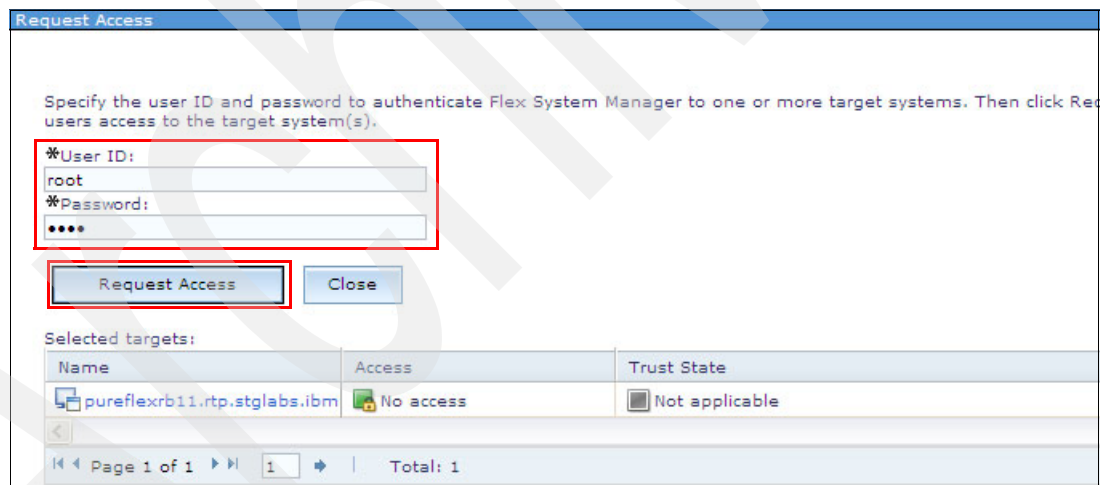 Request Access
Specify the user ID and password to authenticate Flex System Manager to one or more target systems. Then click Rec
users access to the target system(s).
*User ID:
root
*Password:
••••
Request Access Close
Selected targets:
Name Access Trust State
pureflexrb11.rtp.stglabs.ibm No access Not applicable
Page 1 of 1 1 Total: 1